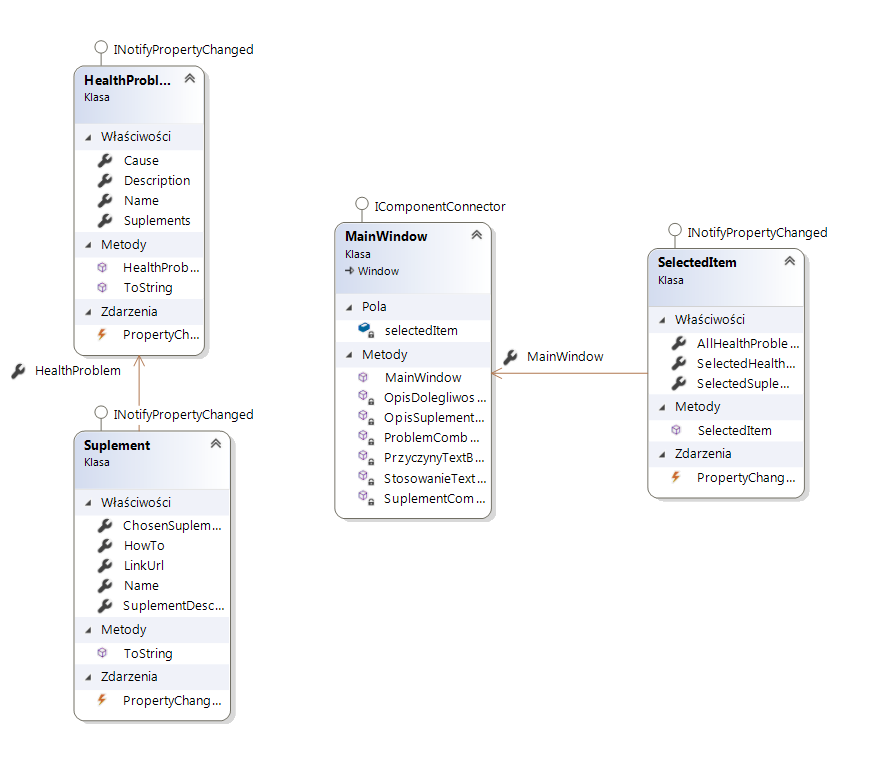 INotifyPropertyChanged
HealthProbl...
Klasa
Właściwości
Cause
Description
Name
Suplements
Metody
HealthProb...
ToString
Zdarzenia
PropertyCh...
HealthProblem
INotifyPropertyChanged
Suplement
Klasa
Właściwości
ChosenSuplem...
HowTo
LinkUrl
Name
SuplementDesc...
Metody
ToString
Zdarzenia
PropertyChang...
IComponentConnector
MainWindow
Klasa
Window
Pola
selectedItem
Metody
MainWindow
OpisDolegliwos...
OpisSuplement...
ProblemComb...
PrzyczynyTextB...
StosowanieText...
SuplementCom...
MainWindow
INotifyPropertyChanged
SelectedItem
Klasa
Właściwości
AllHealthProble...
SelectedHealth...
SelectedSuple...
Metody
SelectedItem
Zdarzenia
PropertyChang...